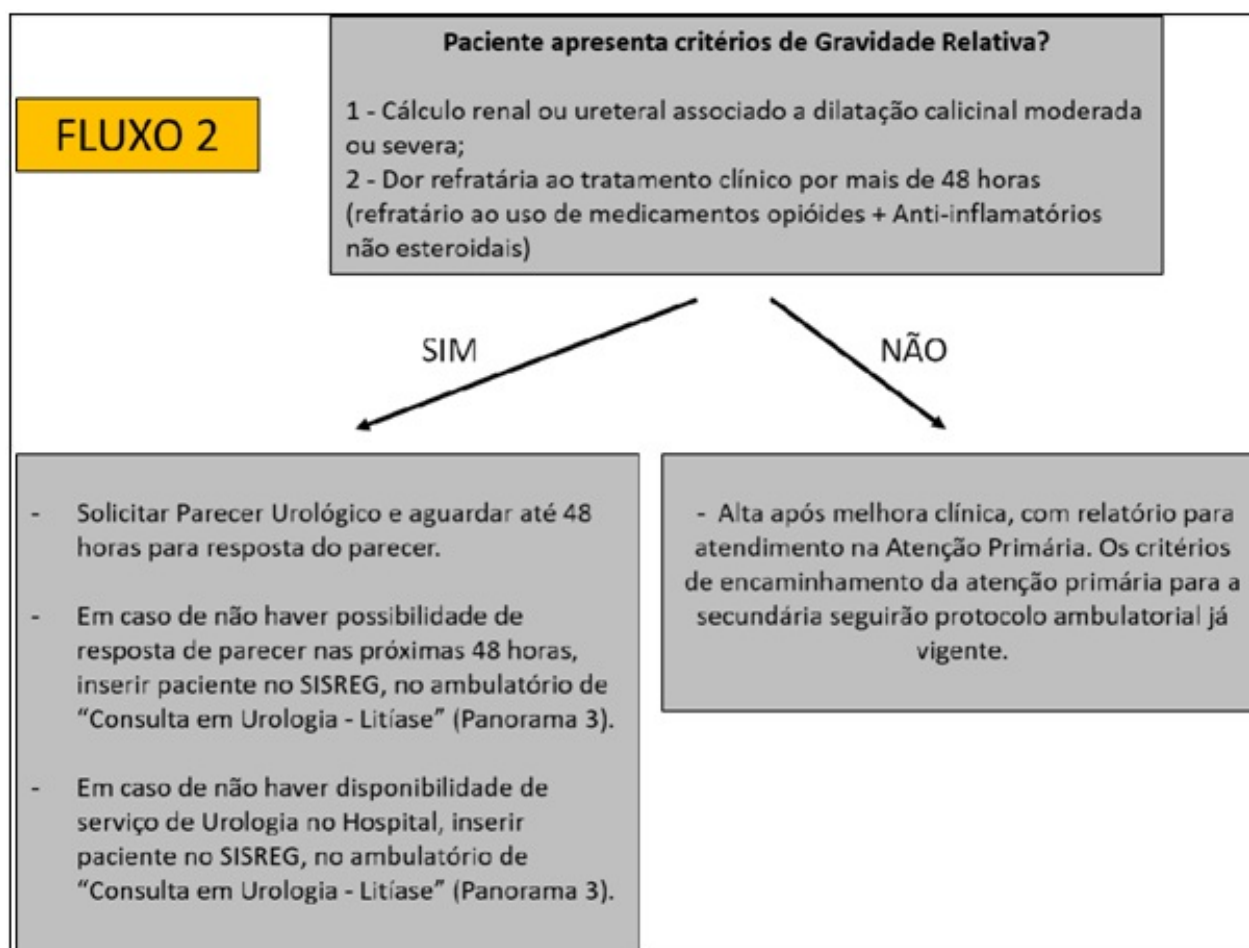 Paciente apresenta critérios de Gravidade Relativa?
FLUXO 2
1 - Cálculo renal ou ureteral associado a dilatação calicinal moderada
ou severa;
2 - Dor refratária ao tratamento clínico por mais de 48 horas
(refratário ao uso de medicamentos opióides + Anti-inflamatórios
não esteroidais)
SIM
NÃO
- Solicitar Parecer Urológico e aguardar até 48
horas para resposta do parecer.
- Em caso de não haver possibilidade de
resposta de parecer nas próximas 48 horas,
inserir paciente no SISREG, no ambulatório de
“Consulta em Urologia - Litíase” (Panorama 3).
- Em caso de não haver disponibilidade de
serviço de Urologia no Hospital, inserir
paciente no SISREG, no ambulatório de
“Consulta em Urologia - Litíase” (Panorama 3).
- Alta após melhora clínica, com relatório para
atendimento na Atenção Primária. Os critérios
de encaminhamento da atenção primária para a
secundária seguirão protocolo ambulatorial já
vigente.